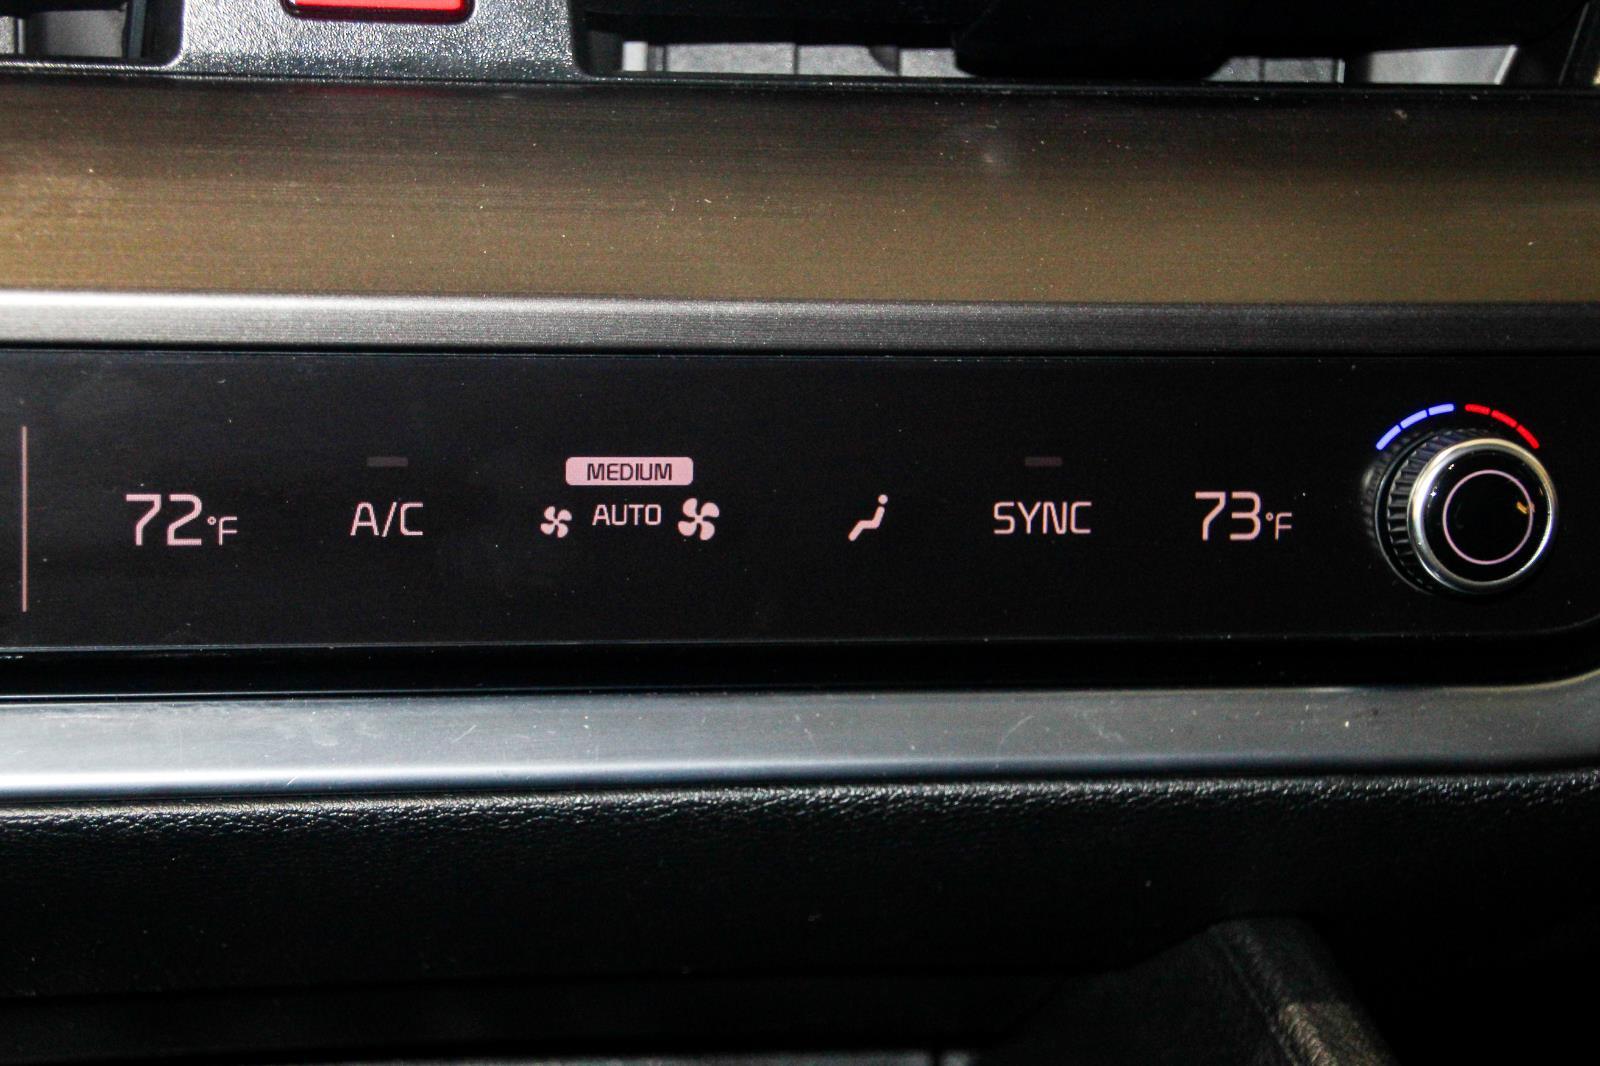 MEDIUM
72°F A/C AUTO SYNC 73°F